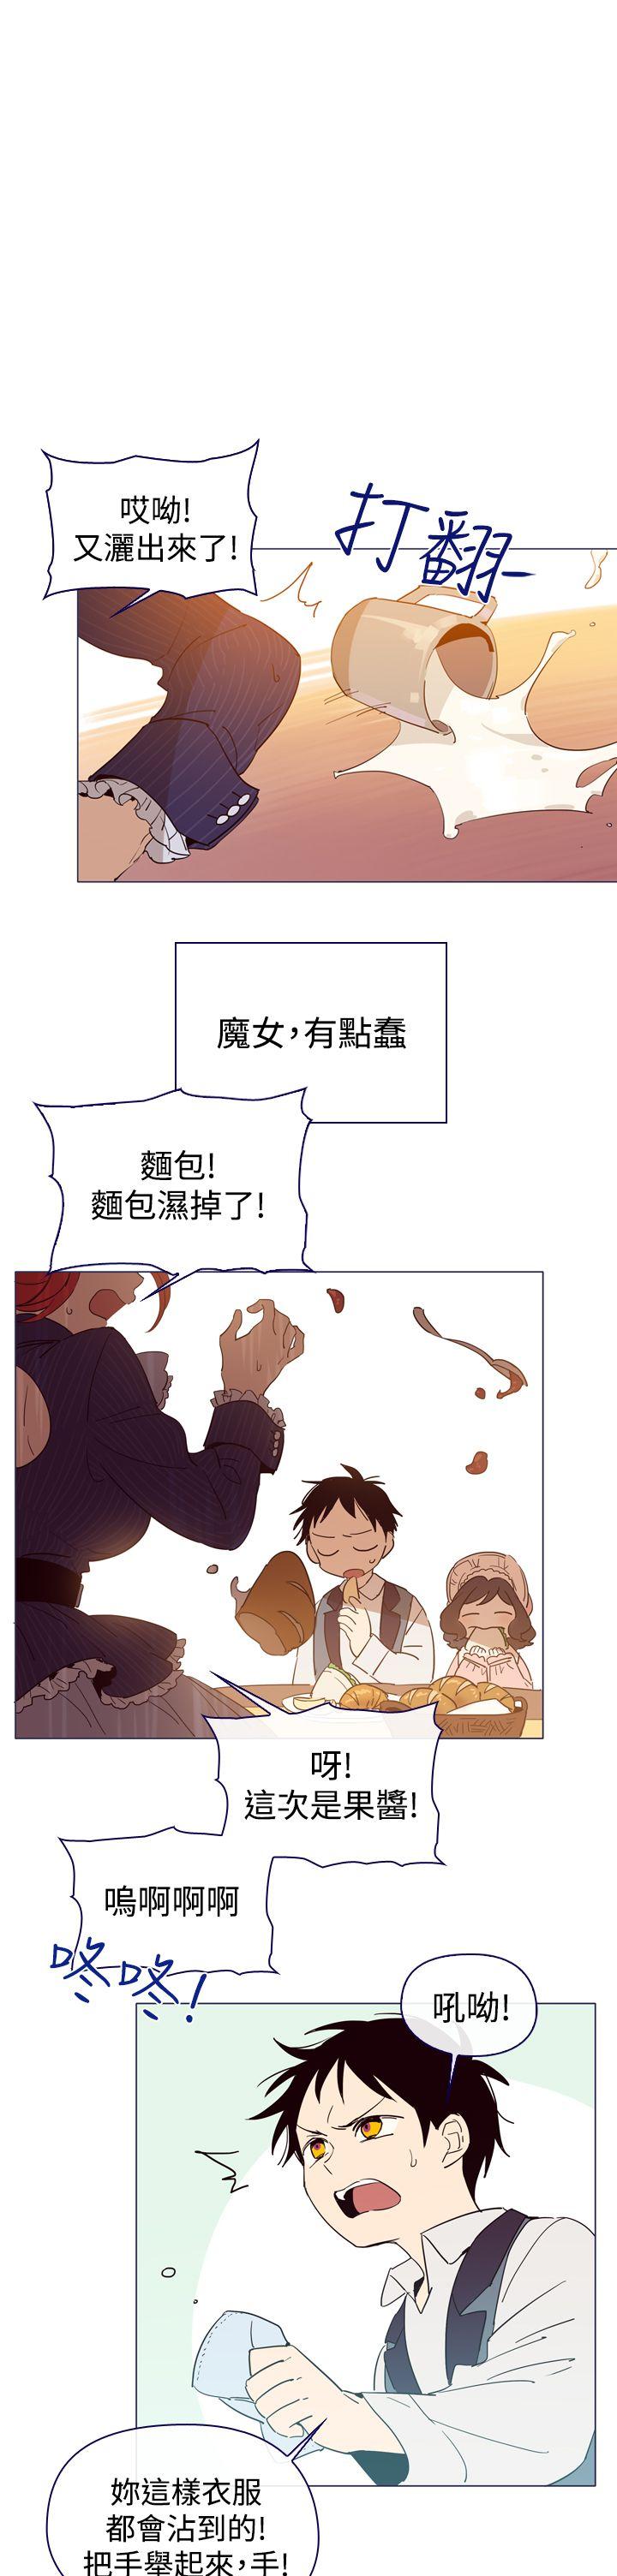 哎呦!
又灑出來了!
打翻
魔女,有點蠢
麵包!
麵包濕掉了!
呀!
這次是果醬!
嗚啊啊啊
咚咚!
吼呦!
妳這樣衣服
都會沾到的!
把手舉起來,手!